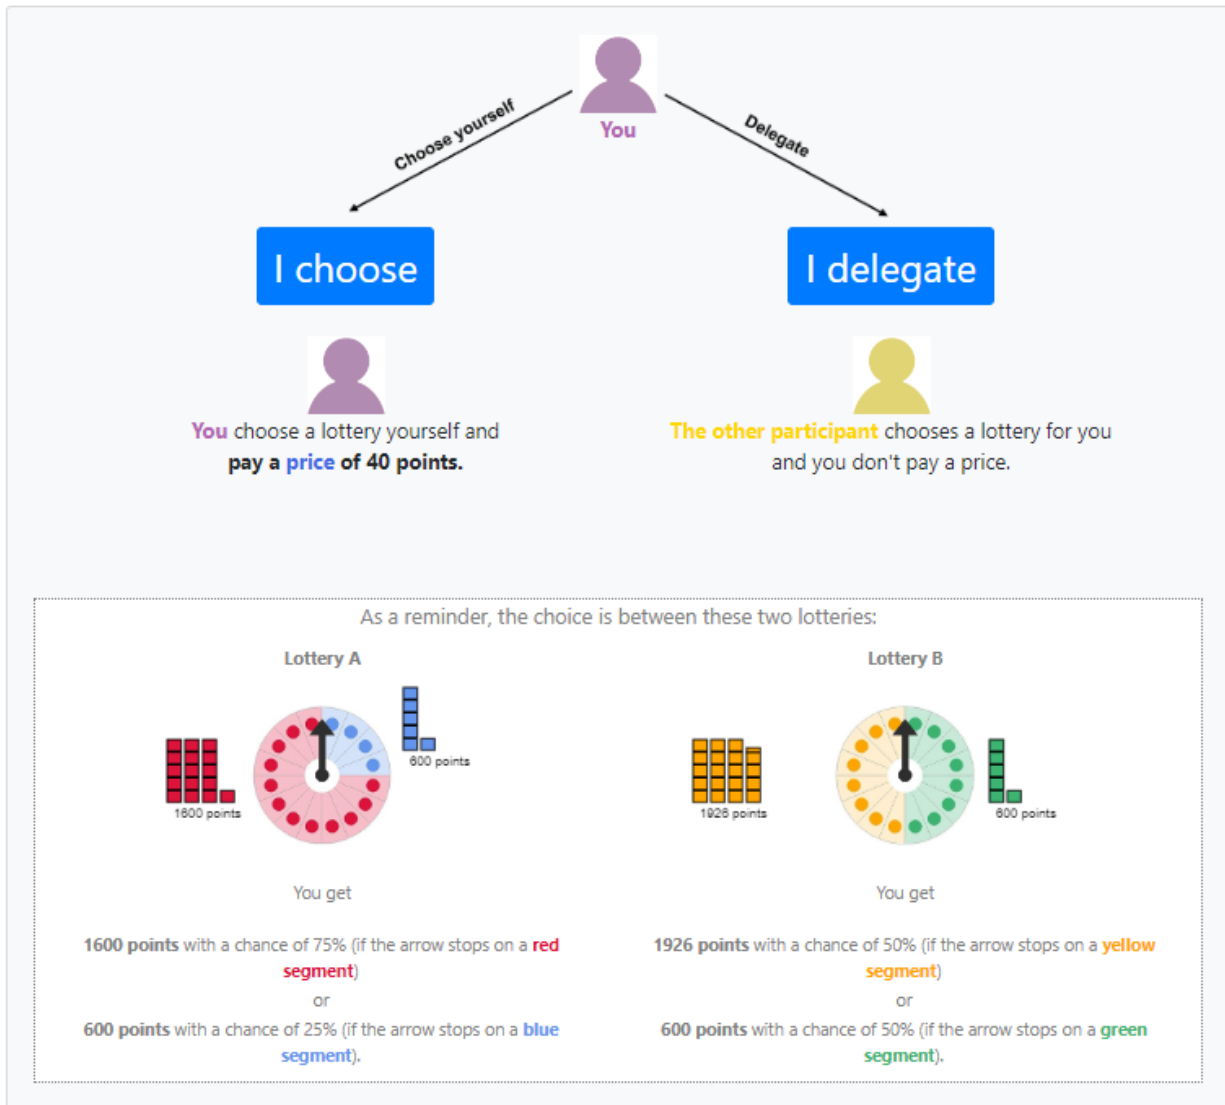 Choose yourself
Delegate
You
I choose
I delegate
You choose a lottery yourself and
pay a price of 40 points.
The other participant chooses a lottery for you
and you don't pay a price.
As a reminder, the choice is between these two lotteries:
Lottery A
Lottery B
1600 points
600 points
1926 points
600 points
You get
You get
1600 points with a chance of 75% (if the arrow stops on a red
segment)
or
600 points with a chance of 25% (if the arrow stops on a blue
segment).
1926 points with a chance of 50% (if the arrow stops on a yellow
segment)
or
600 points with a chance of 50% (if the arrow stops on a green
segment).